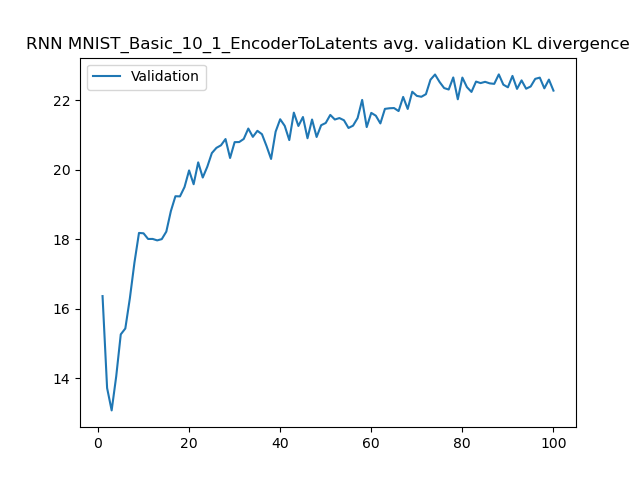 RNN MNIST_Basic_10_1_EncoderToLatents avg. validation KL divergence
Validation
22
20
18
16
14
0 20 40 60 80 100